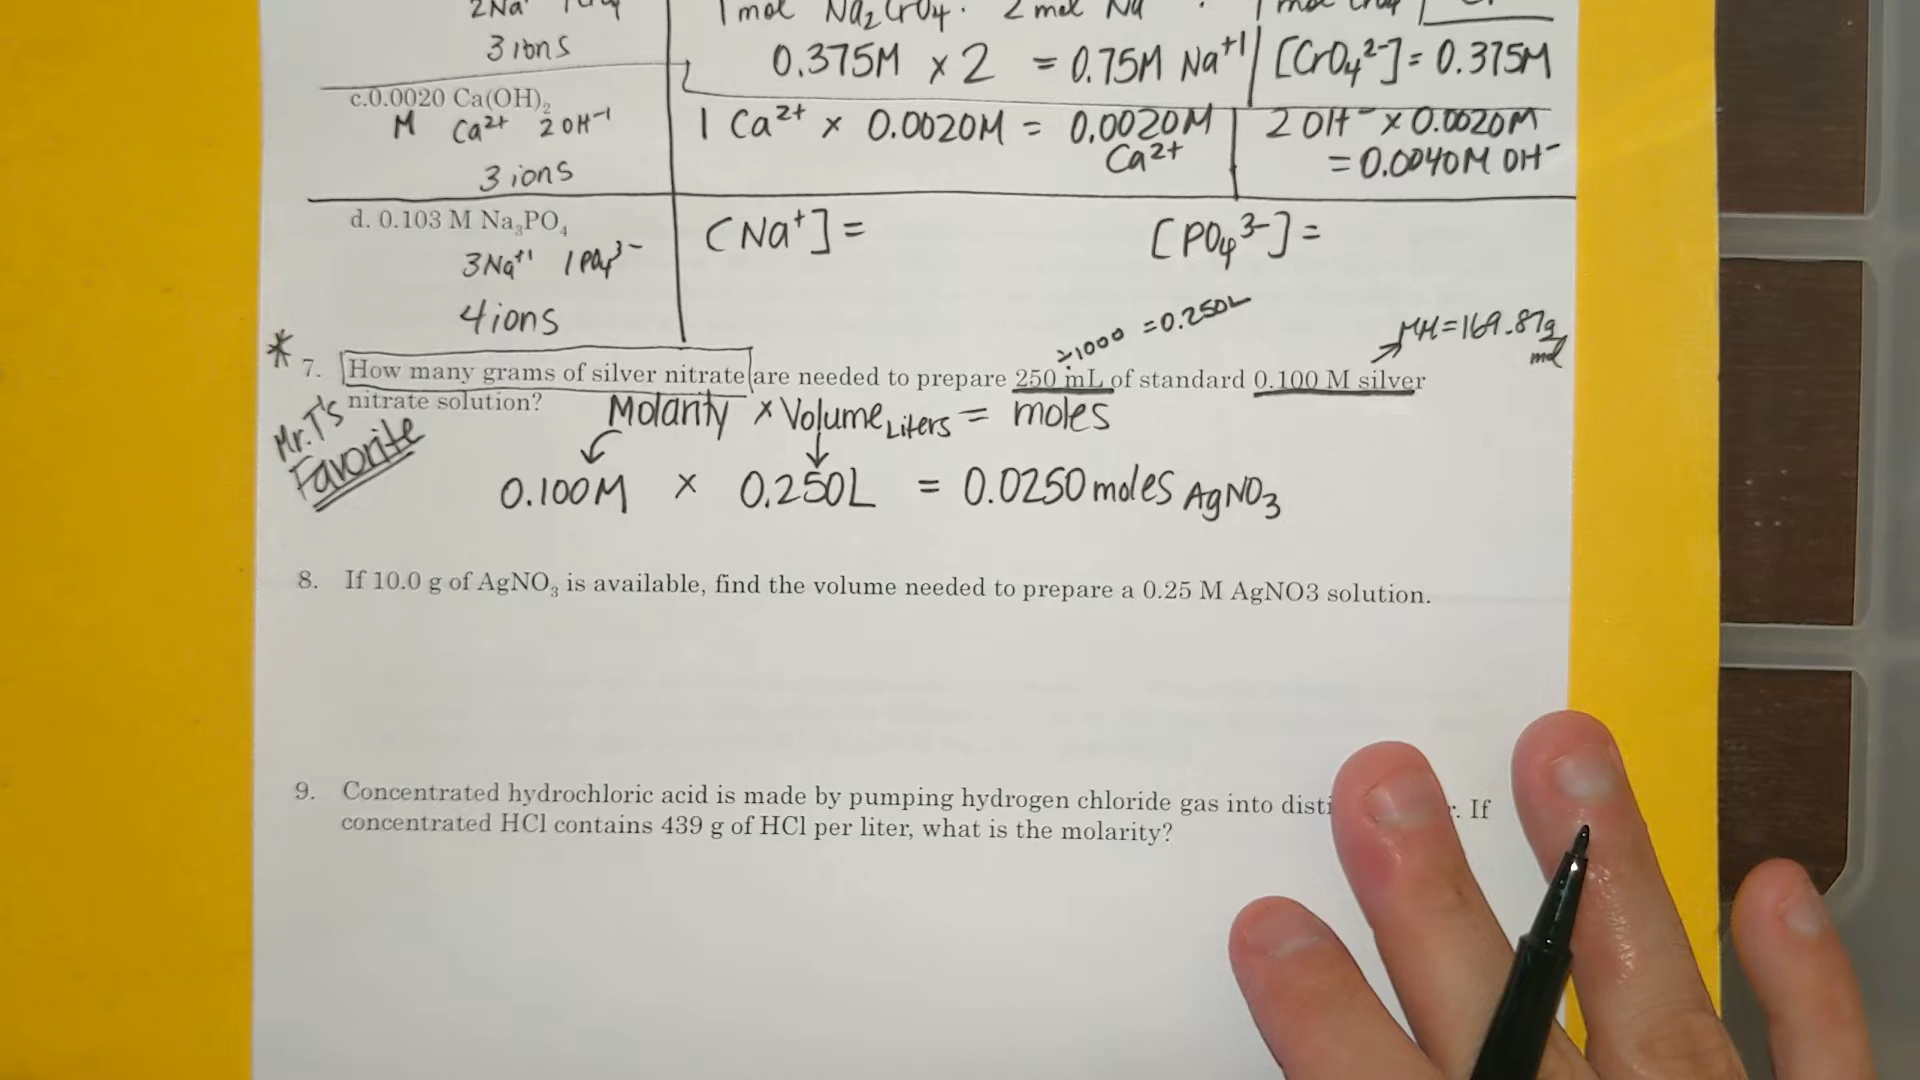 2Na
1 mol Na2CrO4 · 2 mol Na
3 ions
0.375M x 2 = 0.75M Na+1 [CrO4 2-] = 0.375M
c.0.0020 Ca(OH)2
M Ca2+ 2 OH-1
1 Ca2+ x 0.0020M = 0.0020M
Ca2+
2 OH- x 0.0020M
= 0.0040M OH-
3 ions
d. 0.103 M Na3PO4
[Na+] = [PO4 3-] =
3Na+1 1 PO4 3-
4 ions
÷1000 = 0.250L
MM = 169.87g
mol
* 7. How many grams of silver nitrate are needed to prepare 250 mL of standard 0.100 M silver
nitrate solution?
Mr.T's
Favorite
Molarity x Volume Liters = moles
0.100M x 0.250L = 0.0250 moles AgNO3
8. If 10.0 g of AgNO3 is available, find the volume needed to prepare a 0.25 M AgNO3 solution.
9. Concentrated hydrochloric acid is made by pumping hydrogen chloride gas into disti . If
concentrated HCl contains 439 g of HCl per liter, what is the molarity?